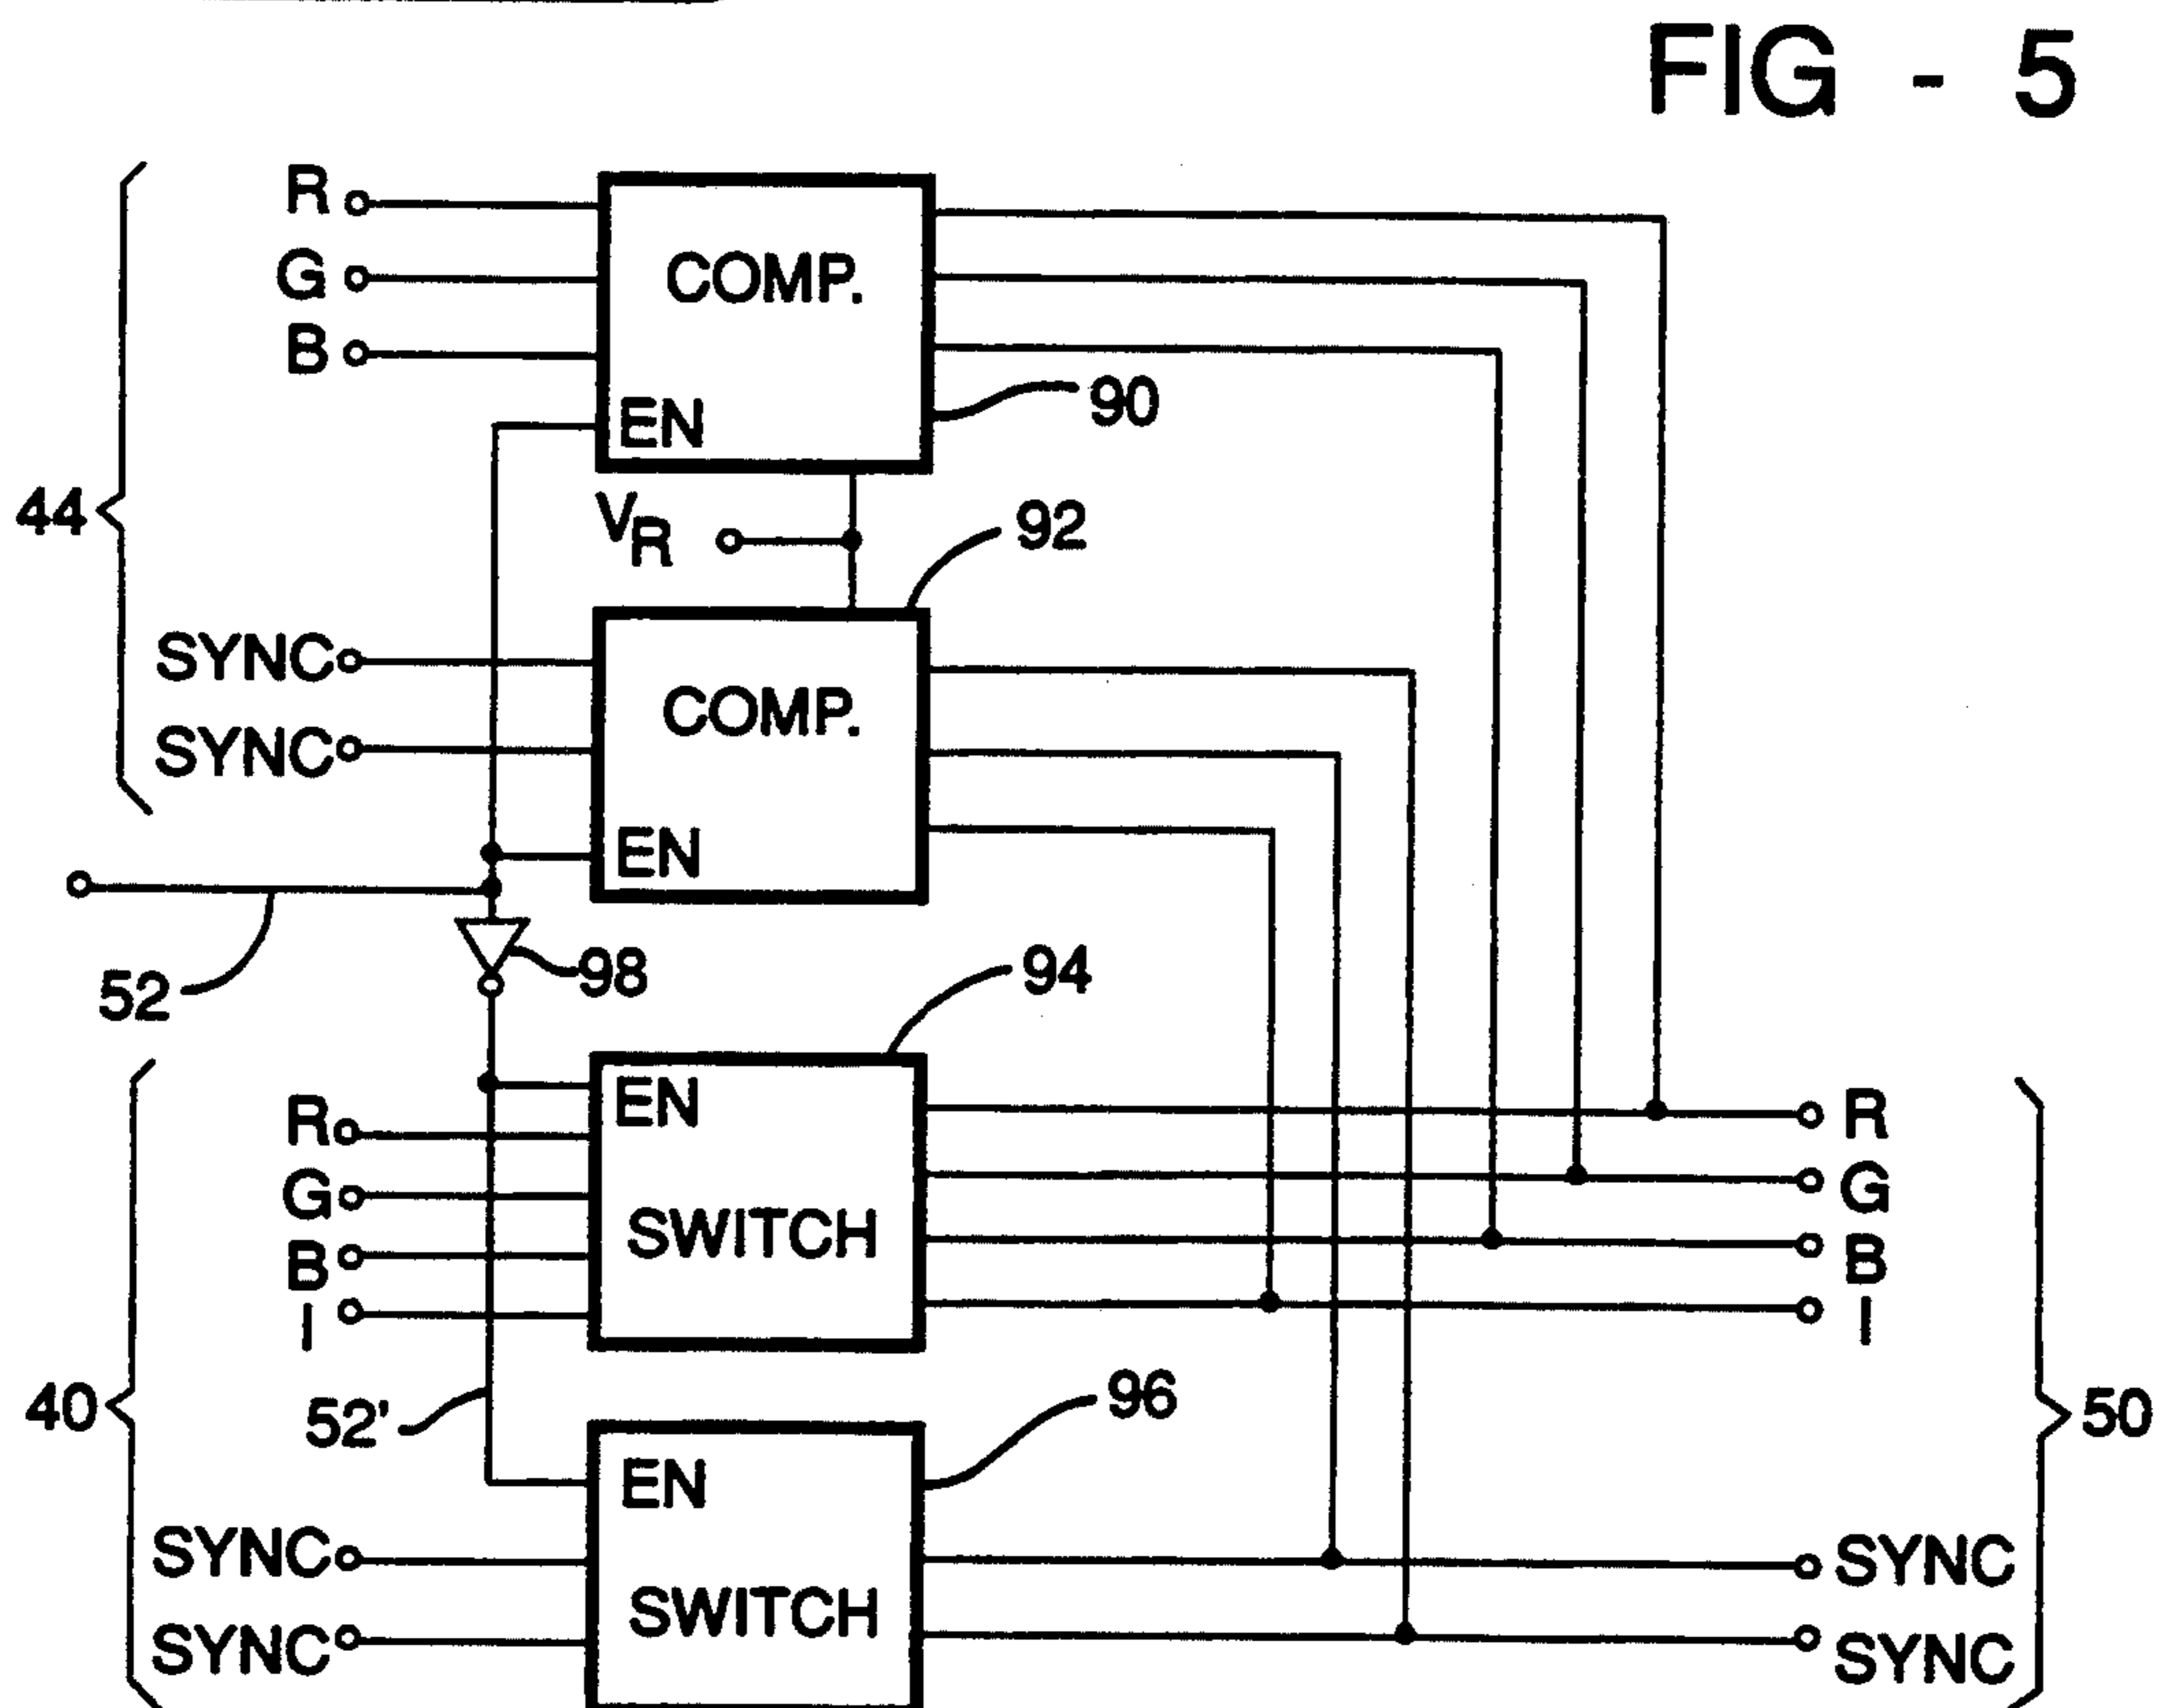 FIG - 5
R
G
B
COMP.
EN
90
44
VR
92
SYNC
SYNC
COMP.
EN
52
98
94
R
G
B
I
EN
SWITCH
R
G
B
I
40
52'
96
50
EN
SYNC
SYNC
SWITCH
SYNC
SYNC